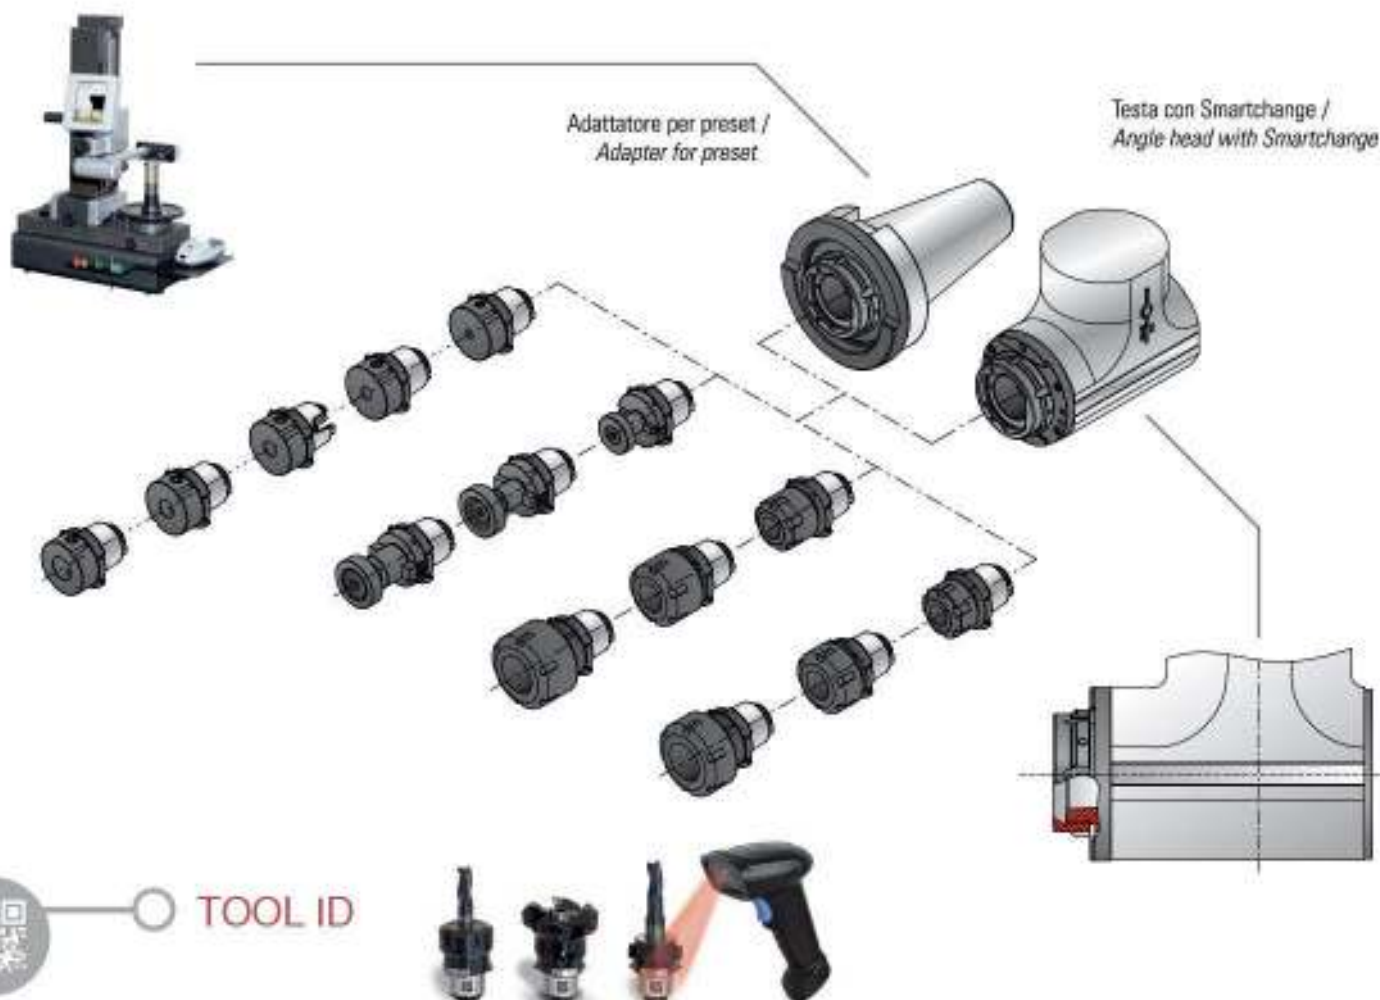 Adattatore per preset /
Adapter for preset
Testa con Smartchange /
Angle head with Smartchange
TOOL ID